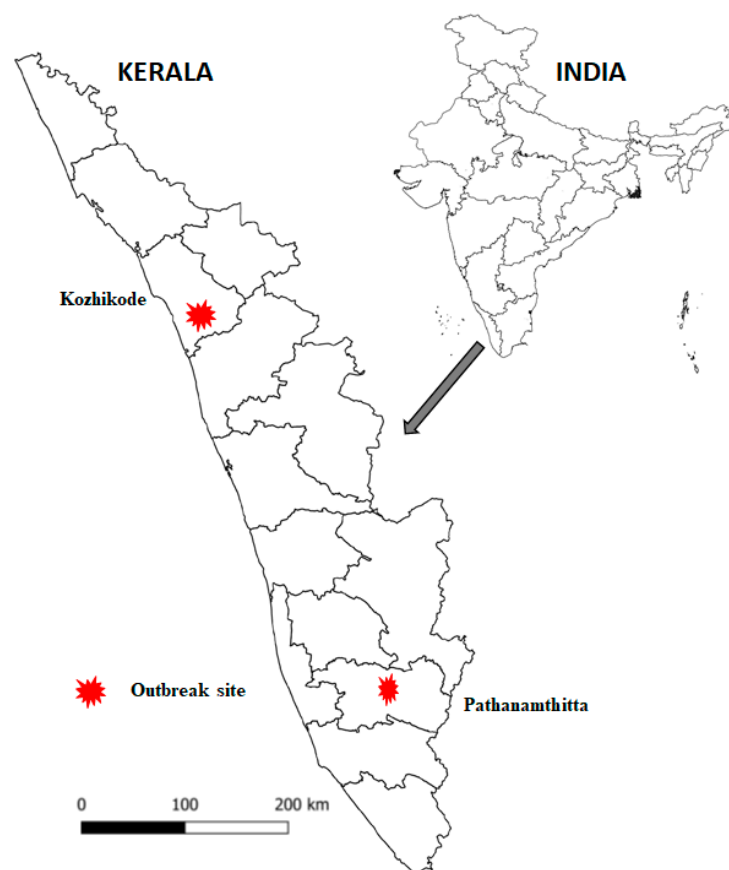 KERALA
INDIA
Kozhikode
Outbreak site
Pathanamthitta
0 100 200 km